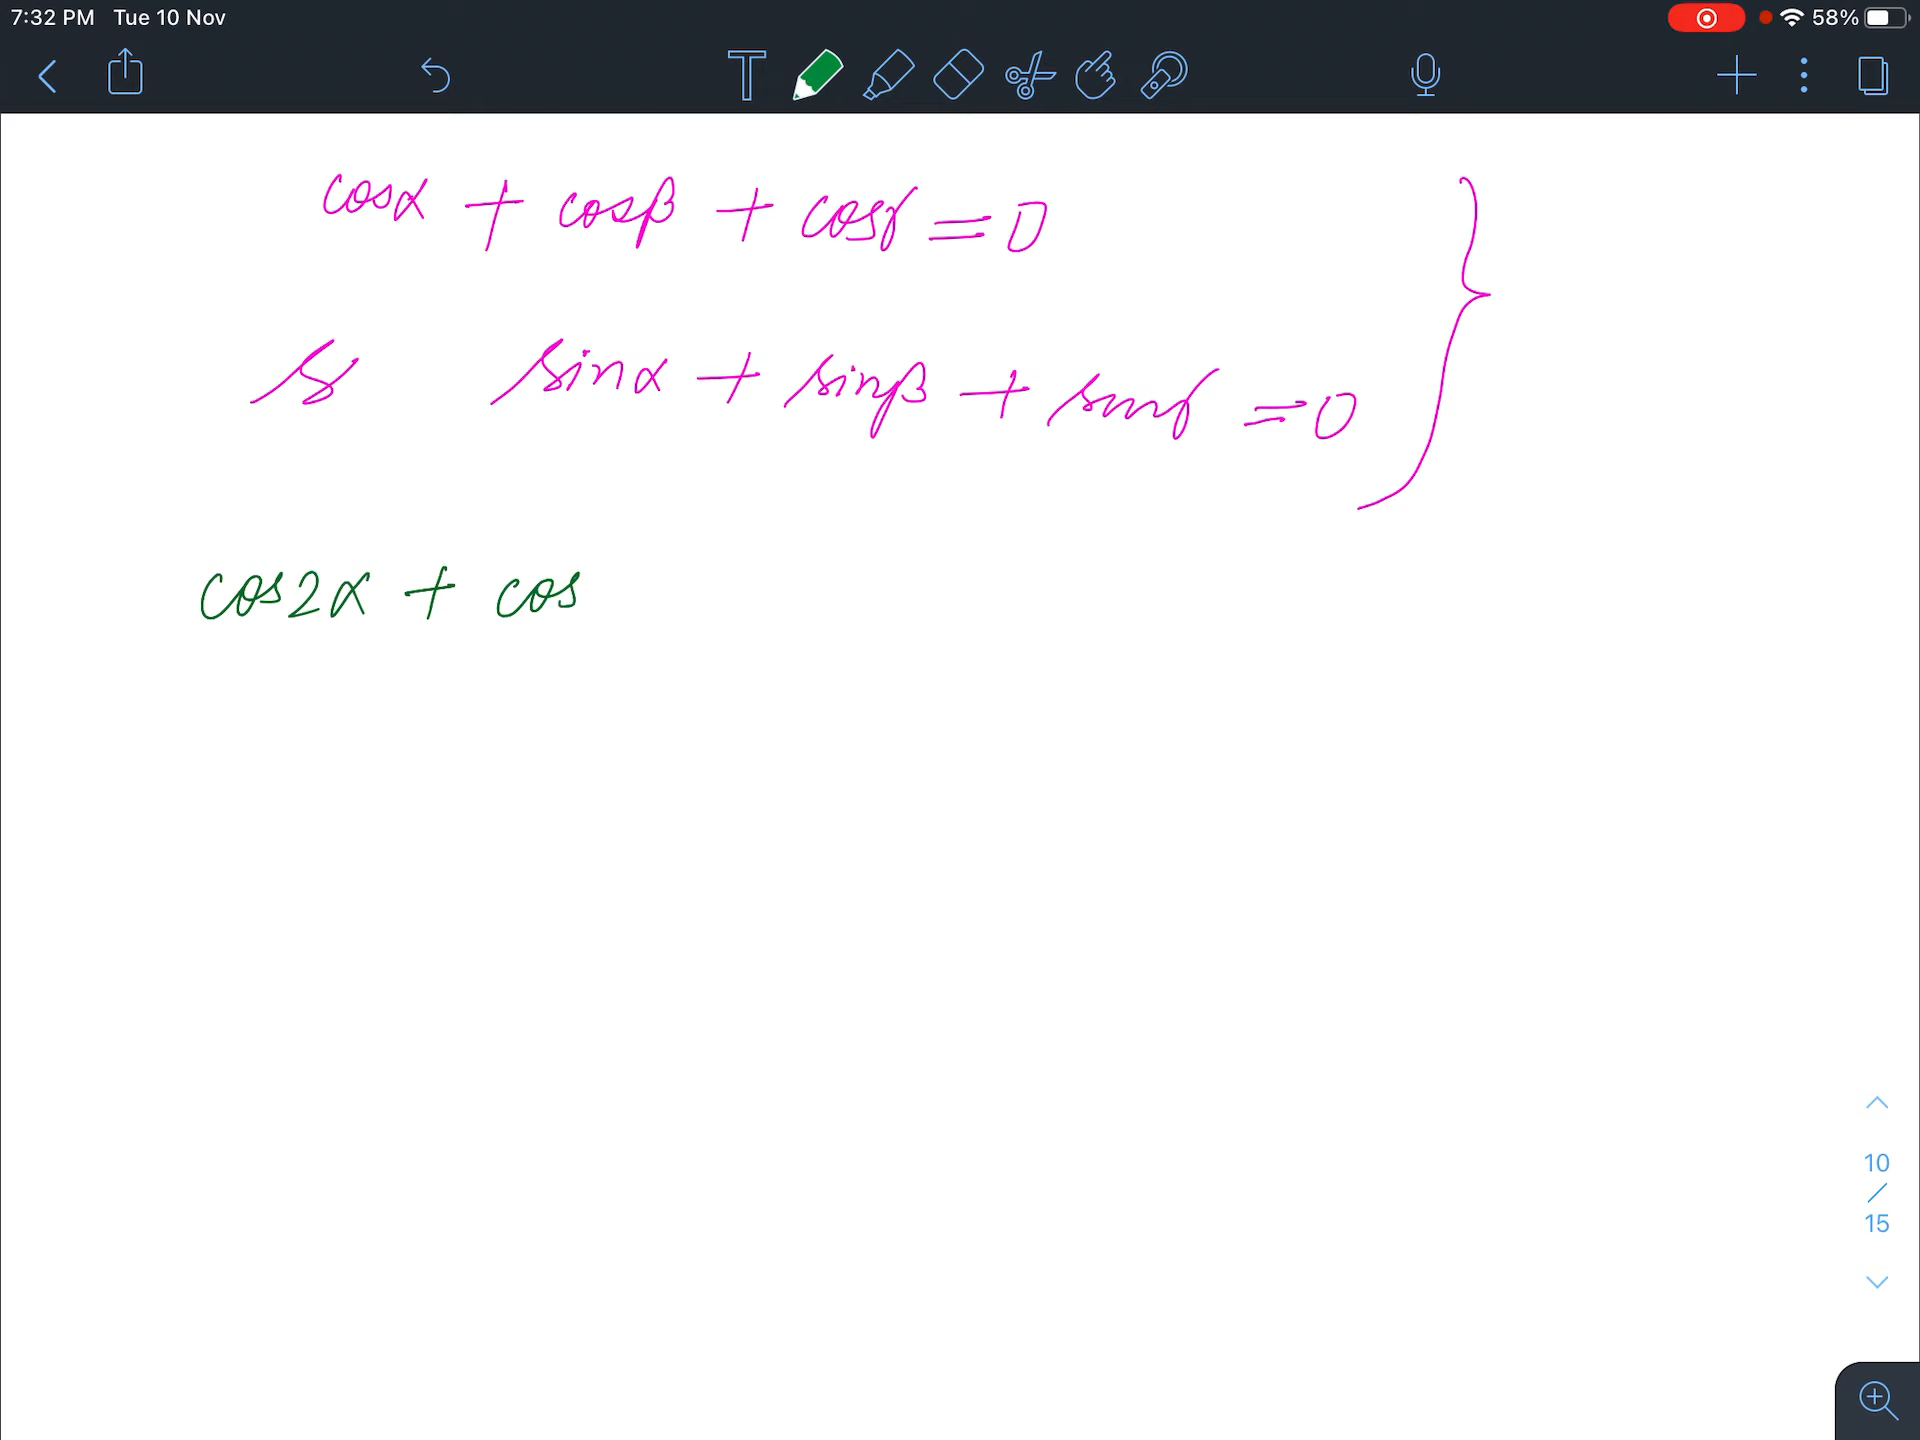 7:32 PM Tue 10 Nov 58%
T
cosα + cosβ + cosγ = 0
& sinα + sinβ + sinγ = 0
cos2α + cos
10
/
15